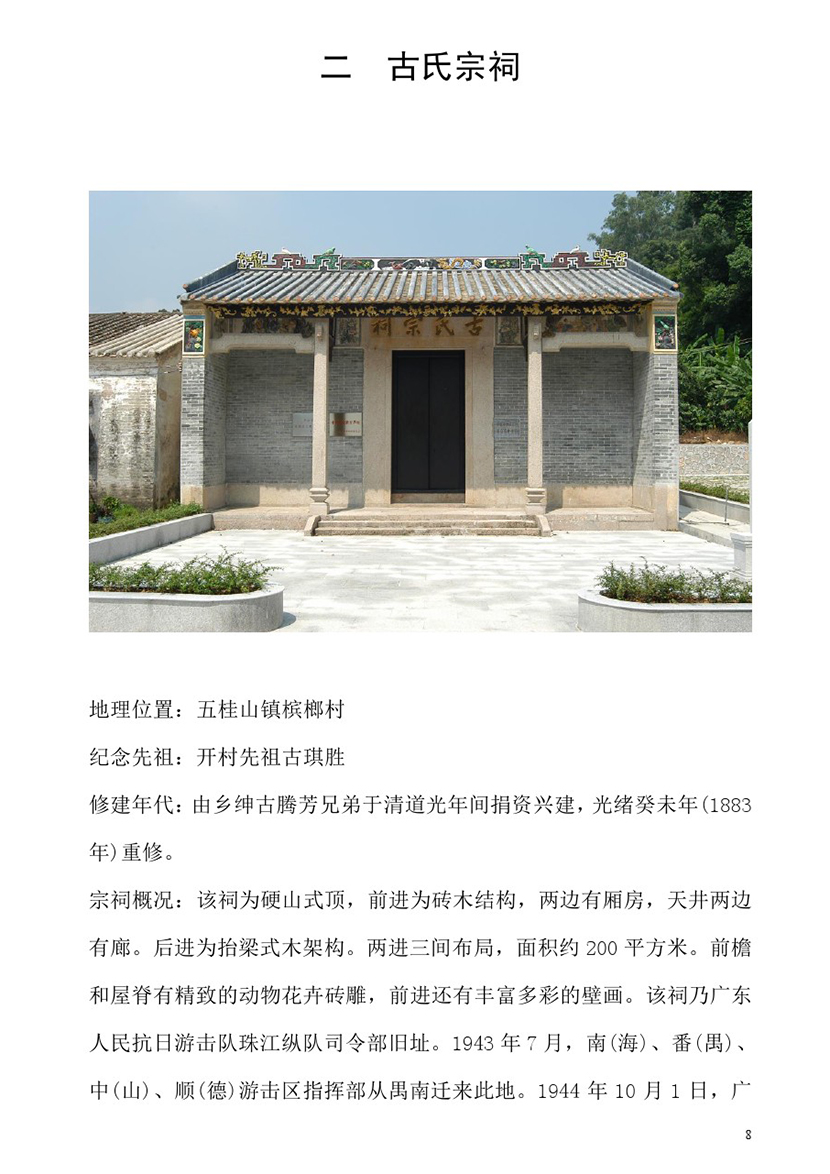 二 古氏宗祠
古氏宗祠
地理位置：五桂山镇槟榔村
纪念先祖：开村先祖古琪胜
修建年代：由乡绅古腾芳兄弟于清道光年间捐资兴建，光绪癸未年(1883
年)重修。
宗祠概况：该祠为硬山式顶，前进为砖木结构，两边有厢房，天井两边
有廊。后进为抬梁式木架构。两进三间布局，面积约 200 平方米。前檐
和屋脊有精致的动物花卉砖雕，前进还有丰富多彩的壁画。该祠乃广东
人民抗日游击队珠江纵队司令部旧址。1943 年 7 月，南(海)、番(禺)、
中(山)、顺(德)游击区指挥部从禺南迁来此地。1944 年 10 月 1 日，广
8